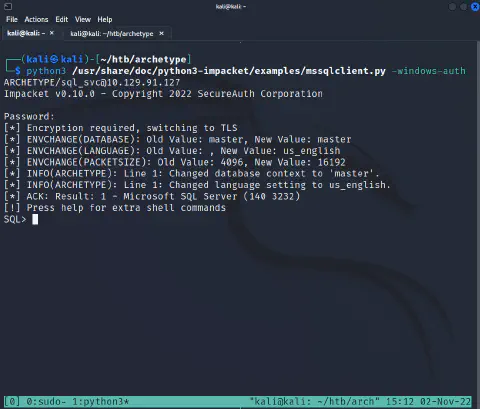 kali@kali: ~
File Actions Edit View Help
kali@kali: ~ × kali@kali: ~/htb/archetype ×
(kali㉿kali)-[~/htb/archetype]
$ python3 /usr/share/doc/python3-impacket/examples/mssqlclient.py -windows-auth
ARCHETYPE/sql_svc@10.129.91.127
Impacket v0.10.0 - Copyright 2022 SecureAuth Corporation
Password:
[*] Encryption required, switching to TLS
[*] ENVCHANGE(DATABASE): Old Value: master, New Value: master
[*] ENVCHANGE(LANGUAGE): Old Value: , New Value: us_english
[*] ENVCHANGE(PACKETSIZE): Old Value: 4096, New Value: 16192
[*] INFO(ARCHETYPE): Line 1: Changed database context to 'master'.
[*] INFO(ARCHETYPE): Line 1: Changed language setting to us_english.
[*] ACK: Result: 1 - Microsoft SQL Server (140 3232)
[!] Press help for extra shell commands
SQL>
[0] 0:sudo- 1:python3* "kali@kali: ~/htb/arch" 15:12 02-Nov-22